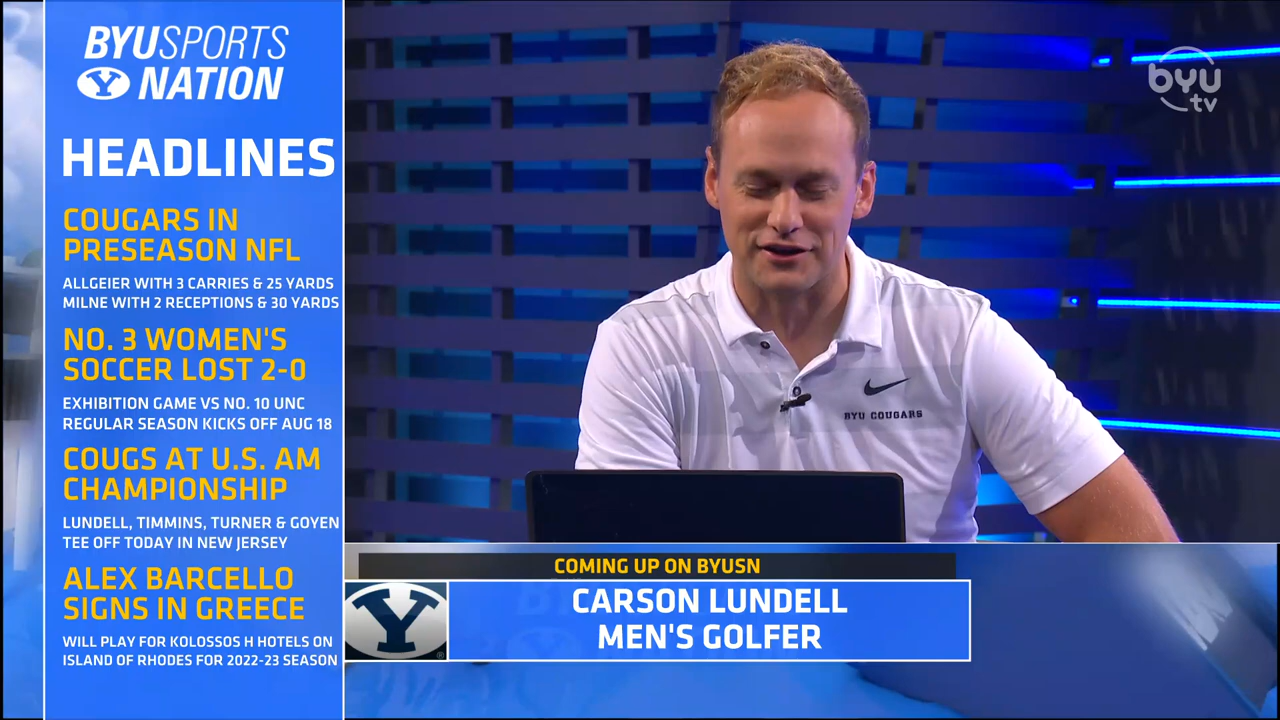 BYUSPORTS
Y NATION
HEADLINES
COUGARS IN
PRESEASON NFL
ALLGEIER WITH 3 CARRIES & 25 YARDS
MILNE WITH 2 RECEPTIONS & 30 YARDS
NO. 3 WOMEN'S
SOCCER LOST 2-0
EXHIBITION GAME VS NO. 10 UNC
REGULAR SEASON KICKS OFF AUG 18
COUGS AT U.S. AM
CHAMPIONSHIP
LUNDELL, TIMMINS, TURNER & GOYEN
TEE OFF TODAY IN NEW JERSEY
ALEX BARCELLO
SIGNS IN GREECE
WILL PLAY FOR KOLOSSOS H HOTELS ON
ISLAND OF RHODES FOR 2022-23 SEASON
byu
tv
BYU COUGARS
COMING UP ON BYUSN
Y
®
CARSON LUNDELL
MEN'S GOLFER